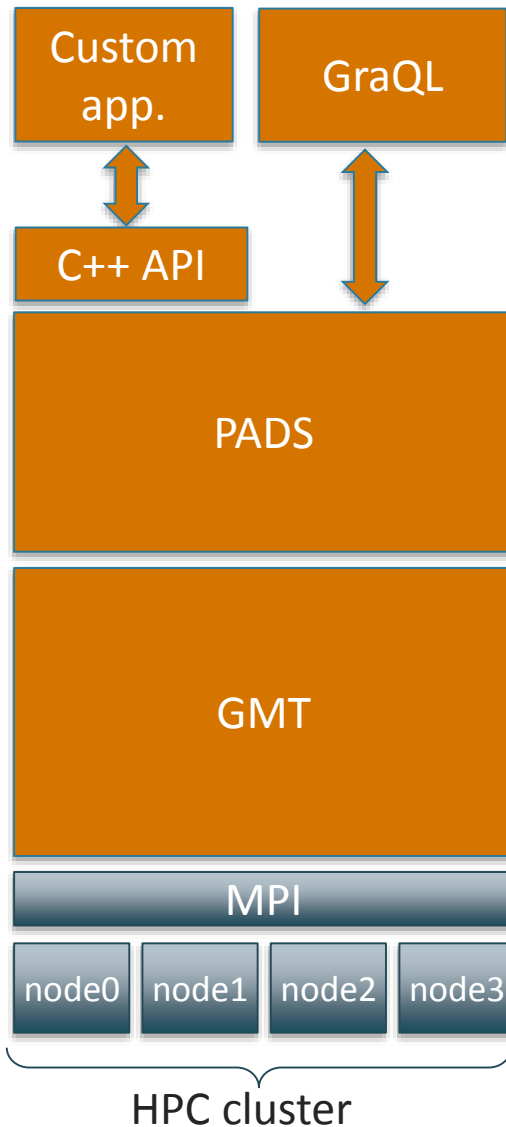 Custom
app.
GraQL
C++ API
PADS
GMT
MPI
node0
node1
node2
node3
HPC cluster